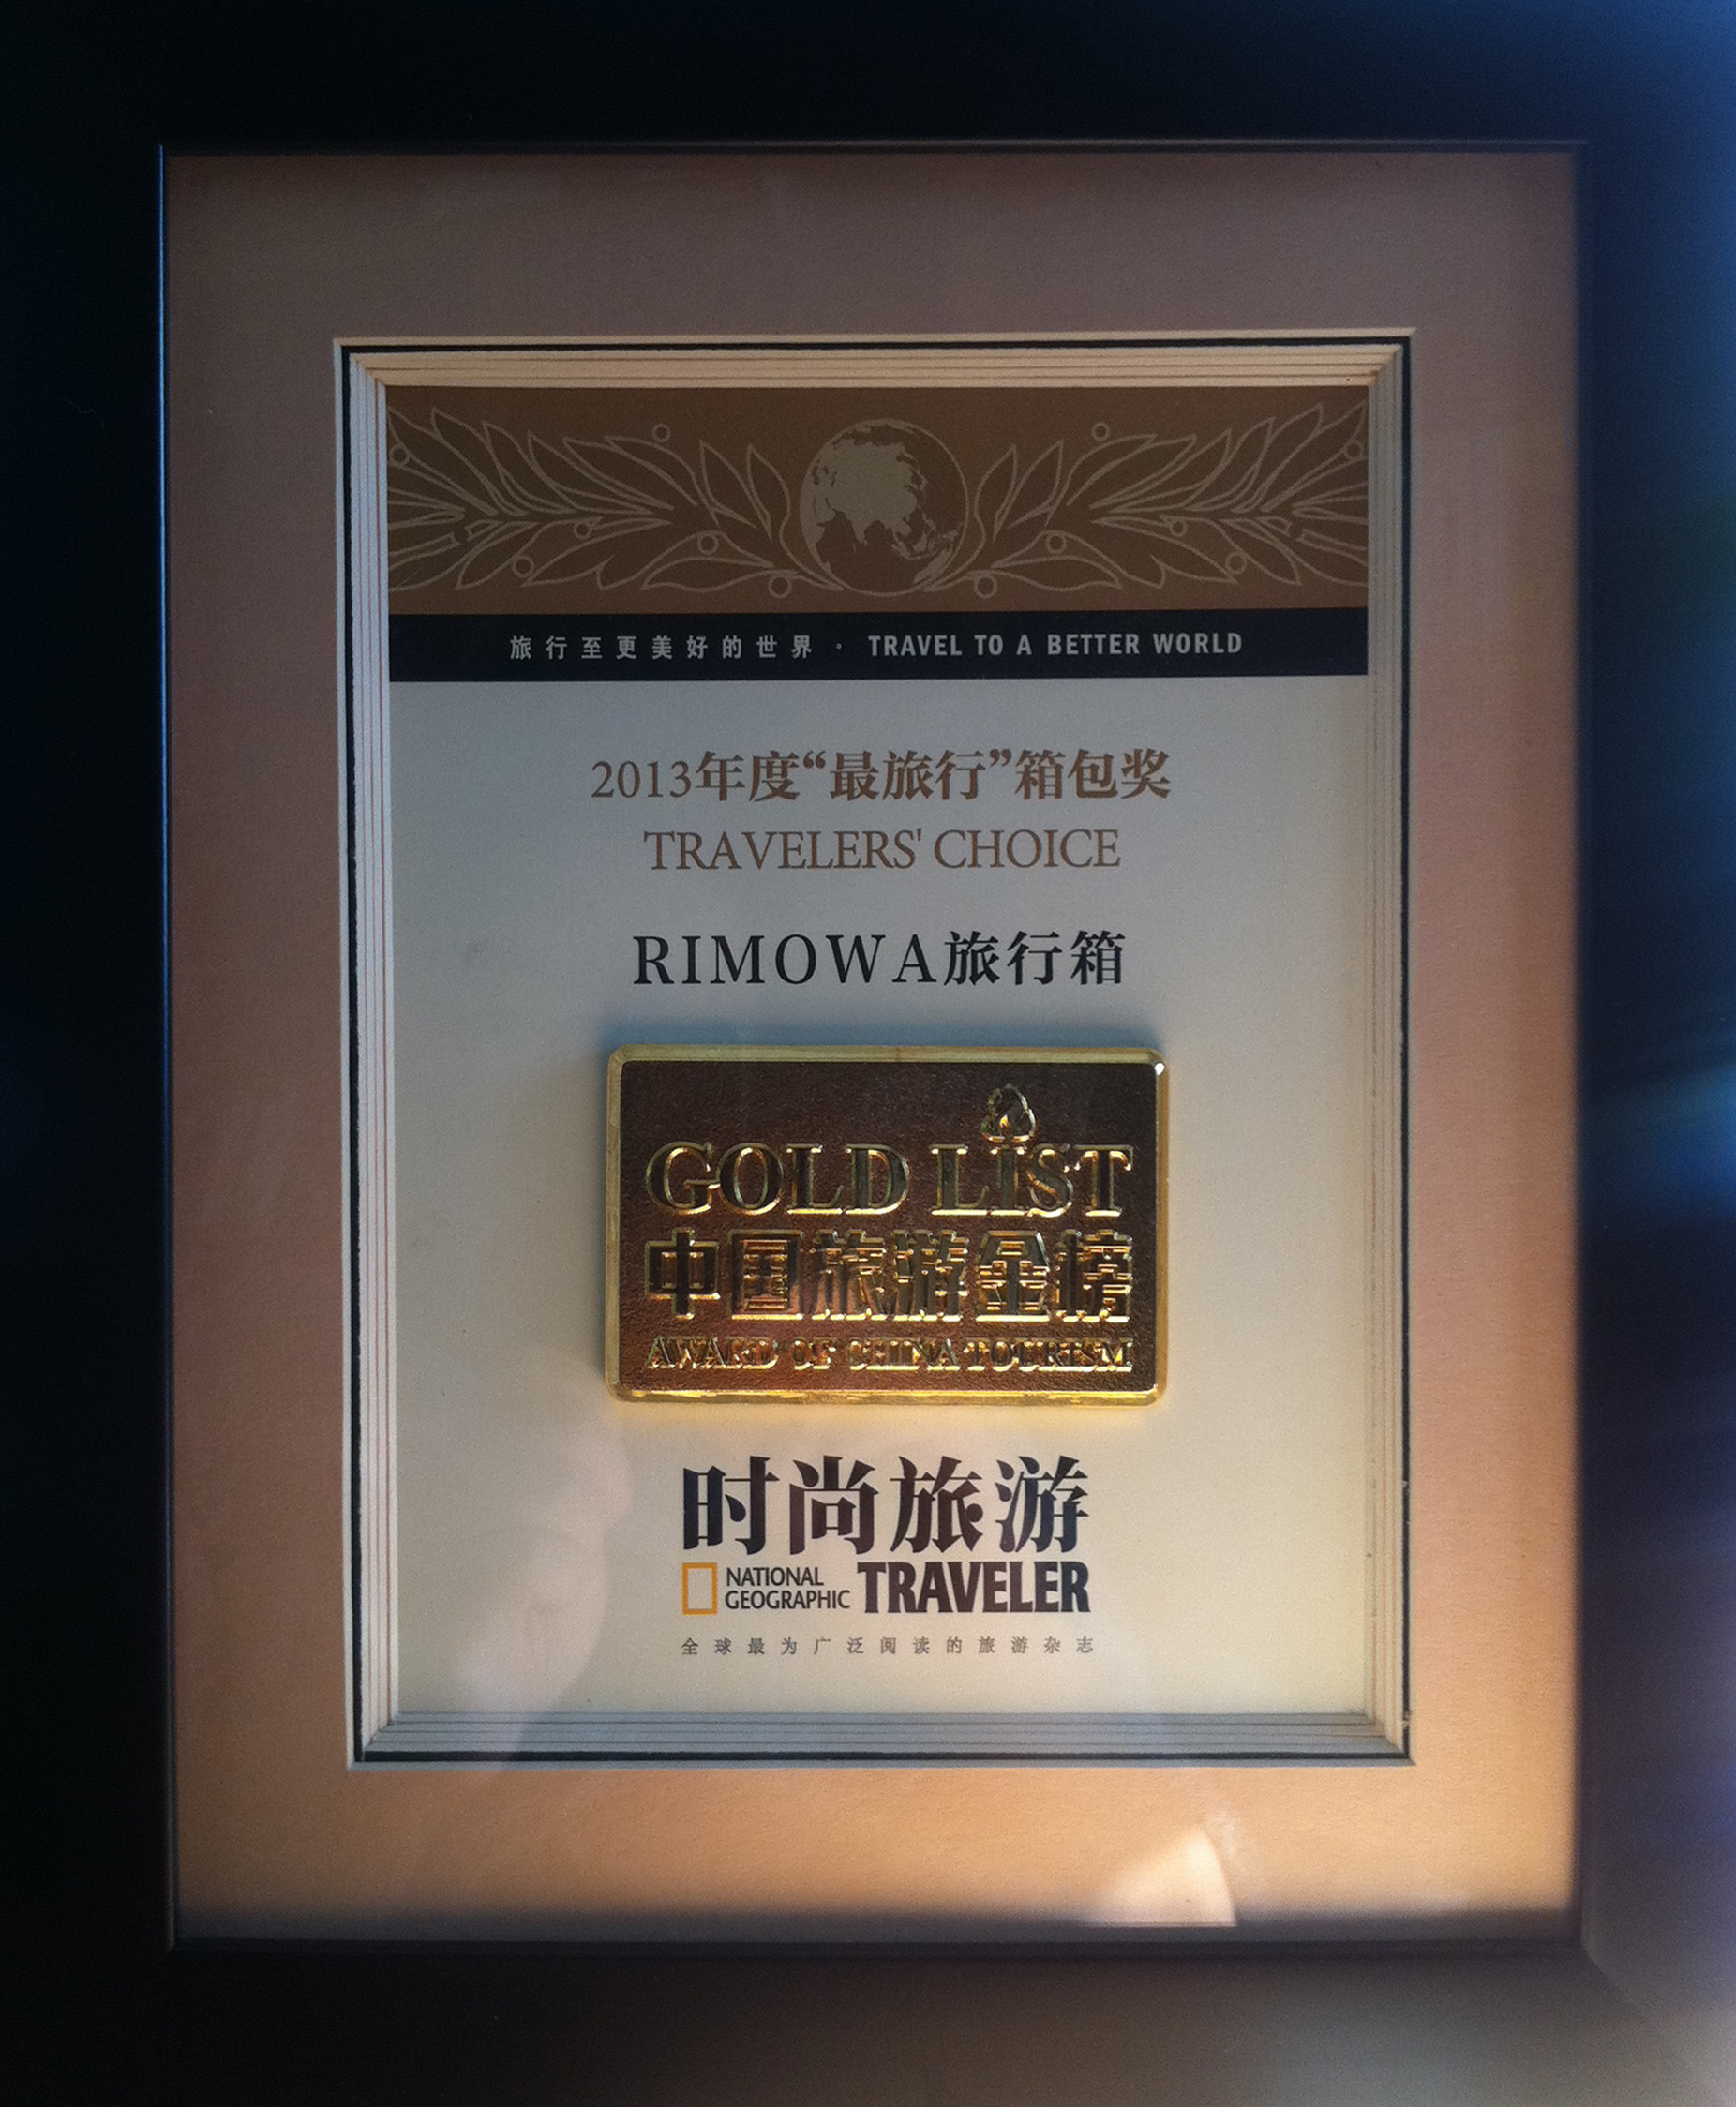 旅行至更美好的世界 · TRAVEL TO A BETTER WORLD
2013年度“最旅行”箱包奖
TRAVELERS' CHOICE
RIMOWA旅行箱
GOLD LIST
中国旅游金榜
AWARD OF CHINA TOURISM
时尚旅游
NATIONAL GEOGRAPHIC TRAVELER
全球最为广泛阅读的旅游杂志